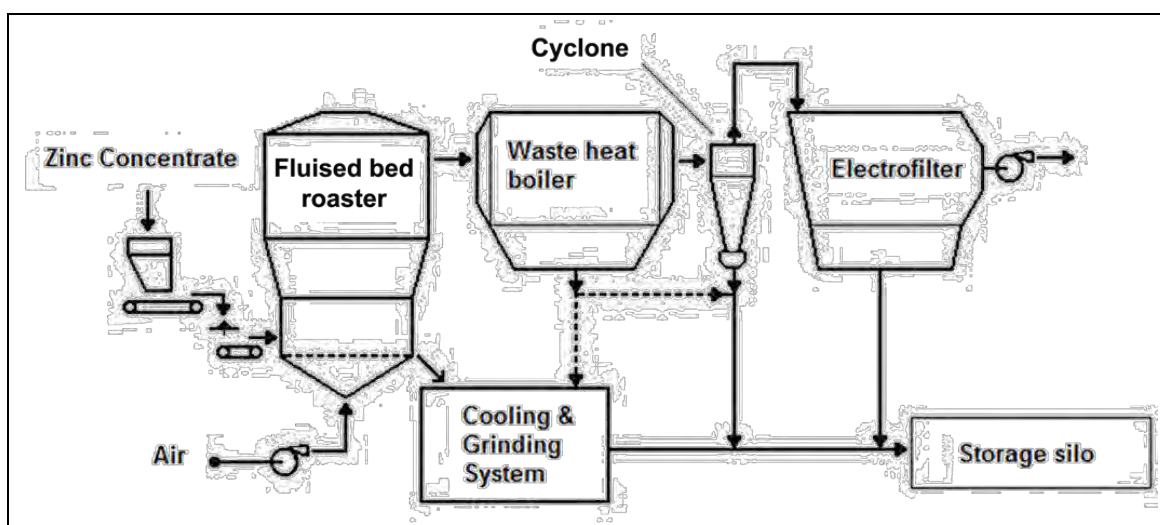 Cyclone
Zinc Concentrate
Fluised bed
roaster
Waste heat
boiler
Electrofilter
Air
Cooling &
Grinding
System
Storage silo